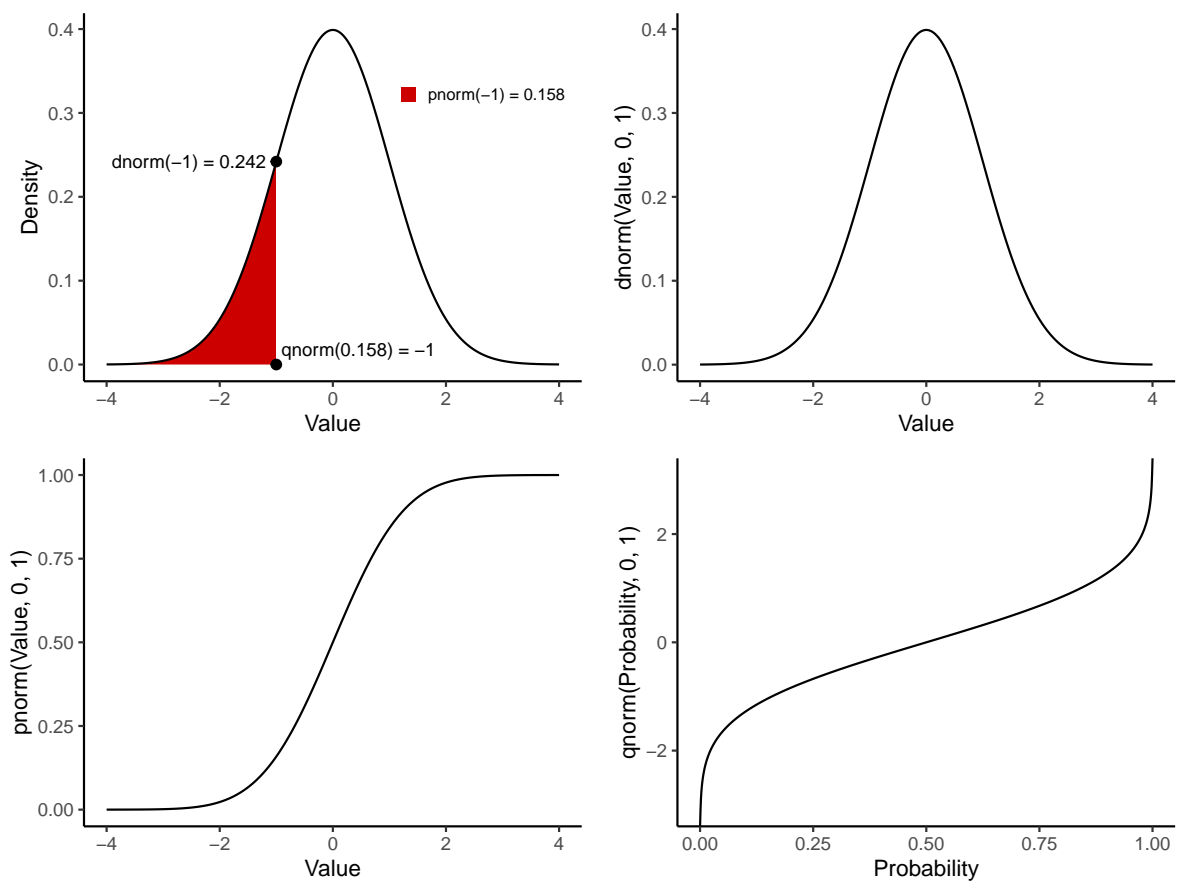 0.4
0.3
0.2
0.1
0.0
Density
pnorm(−1) = 0.158
dnorm(−1) = 0.242
qnorm(0.158) = −1
−4 −2 0 2 4
Value
0.4
0.3
0.2
0.1
0.0
dnorm(Value, 0, 1)
−4 −2 0 2 4
Value
1.00
0.75
0.50
0.25
0.00
pnorm(Value, 0, 1)
−4 −2 0 2 4
Value
2
0
−2
qnorm(Probability, 0, 1)
0.00 0.25 0.50 0.75 1.00
Probability